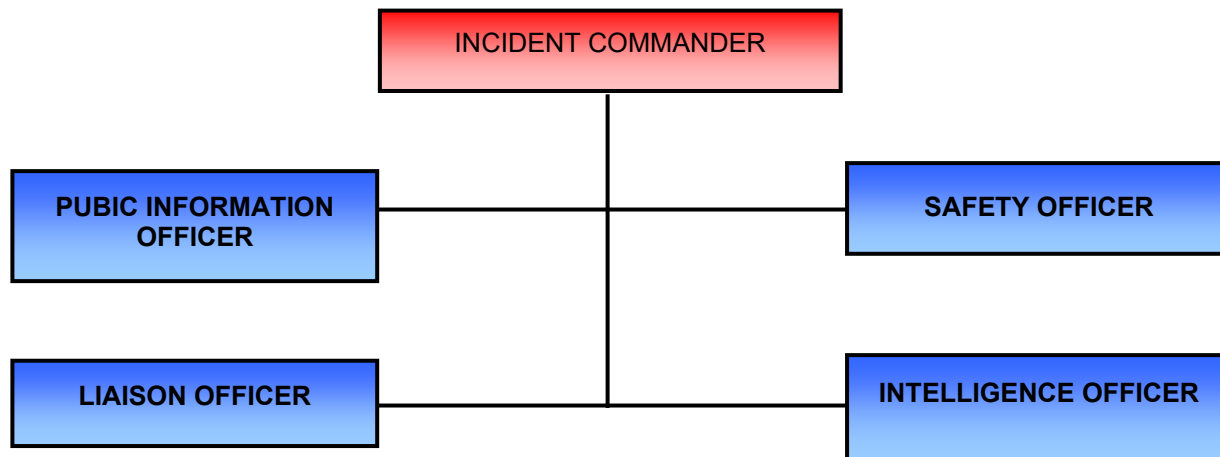 INCIDENT COMMANDER
PUBIC INFORMATION
OFFICER
SAFETY OFFICER
LIAISON OFFICER
INTELLIGENCE OFFICER